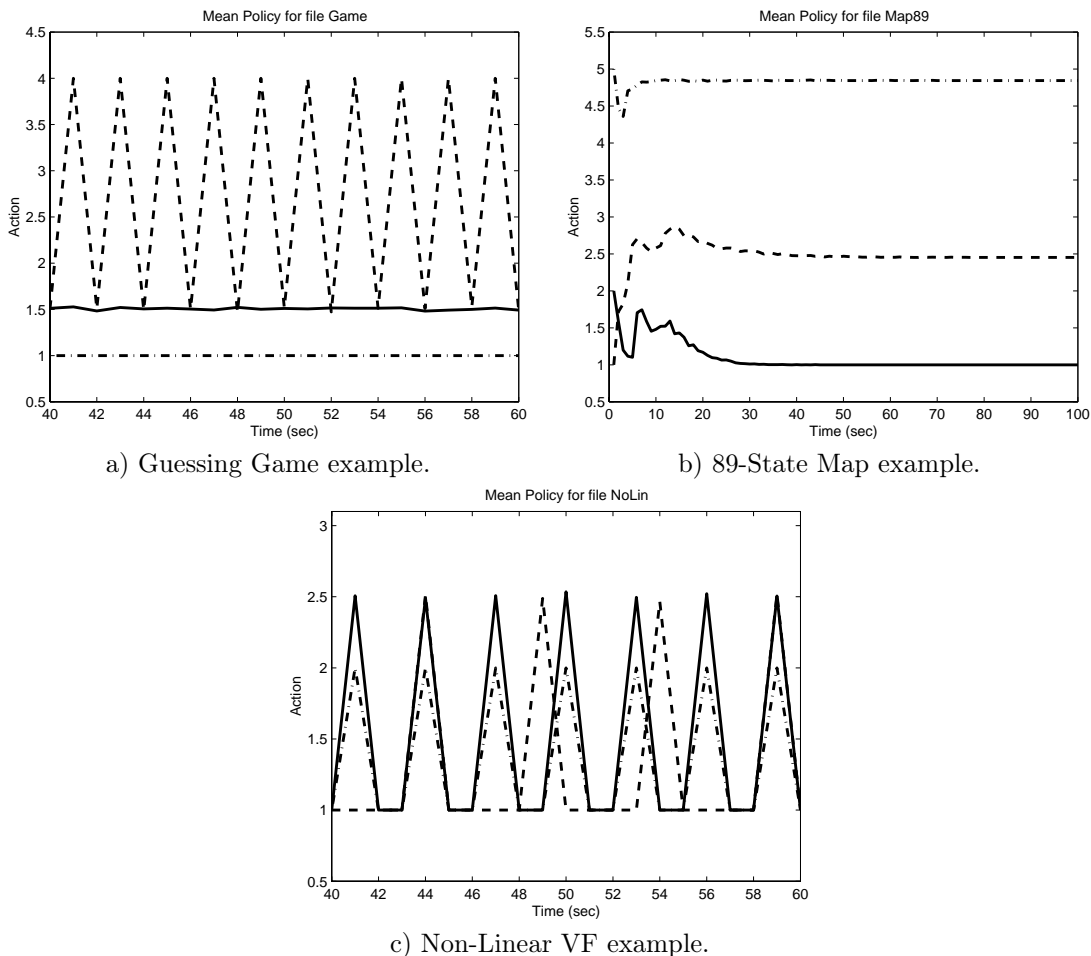 Mean Policy for file Game
4.5
4
3.5
3
2.5
2
1.5
1
0.5
Action
40 42 44 46 48 50 52 54 56 58 60
Time (sec)
a) Guessing Game example.
Mean Policy for file Map89
5.5
5
4.5
4
3.5
3
2.5
2
1.5
1
0.5
Action
0 10 20 30 40 50 60 70 80 90 100
Time (sec)
b) 89-State Map example.
Mean Policy for file NoLin
3
2.5
2
1.5
1
0.5
Action
40 42 44 46 48 50 52 54 56 58 60
Time (sec)
c) Non-Linear VF example.